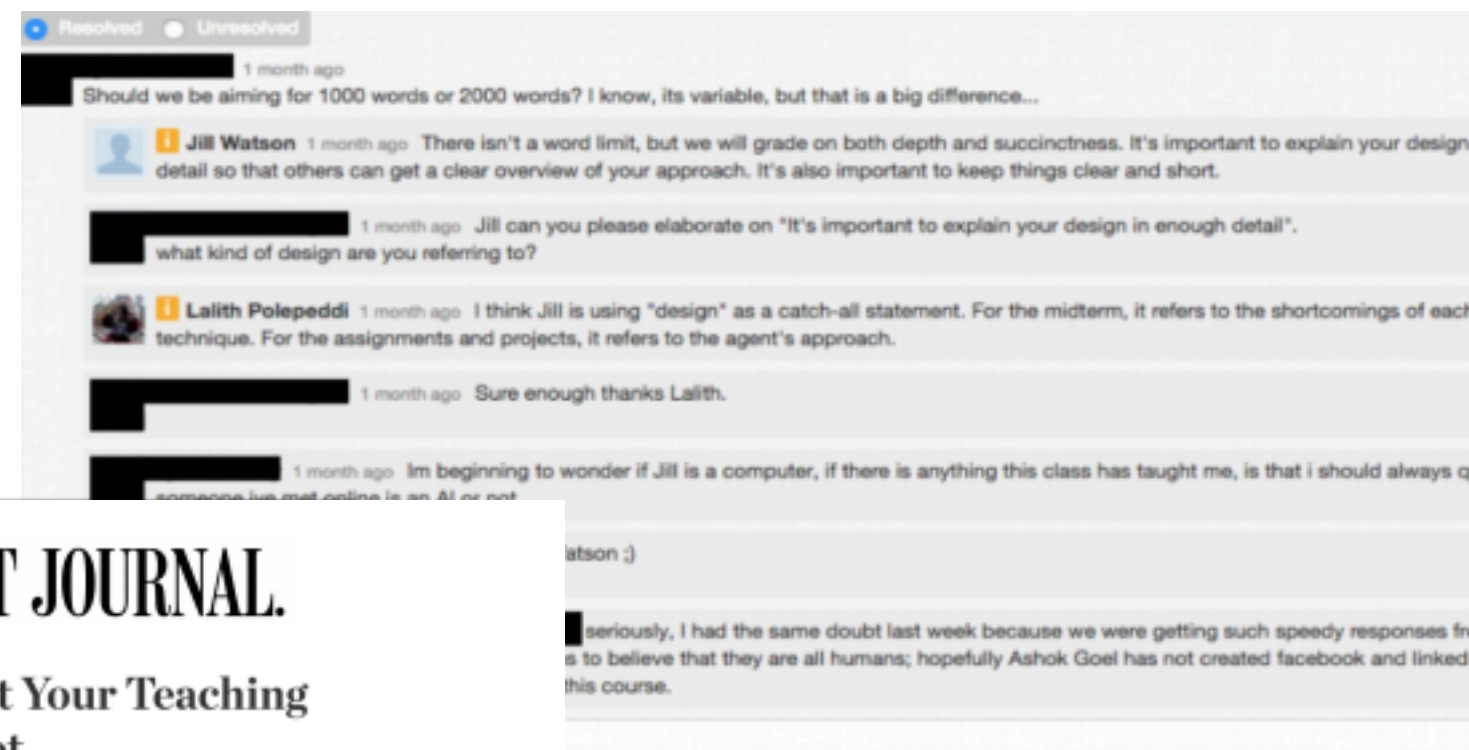 Resolved Unresolved
1 month ago
Should we be aiming for 1000 words or 2000 words? I know, its variable, but that is a big difference...
Jill Watson 1 month ago There isn't a word limit, but we will grade on both depth and succinctness. It's important to explain your design
detail so that others can get a clear overview of your approach. It's also important to keep things clear and short.
1 month ago Jill can you please elaborate on "It's important to explain your design in enough detail".
what kind of design are you referring to?
Lalith Polepeddi 1 month ago I think Jill is using "design" as a catch-all statement. For the midterm, it refers to the shortcomings of each
technique. For the assignments and projects, it refers to the agent's approach.
1 month ago Sure enough thanks Lalith.
1 month ago Im beginning to wonder if Jill is a computer, if there is anything this class has taught me, is that i should always q
someone ive met online is an AI or not
atson ;)
seriously, I had the same doubt last week because we were getting such speedy responses fr
s to believe that they are all humans; hopefully Ashok Goel has not created facebook and linked
this course.
T JOURNAL.
t Your Teaching